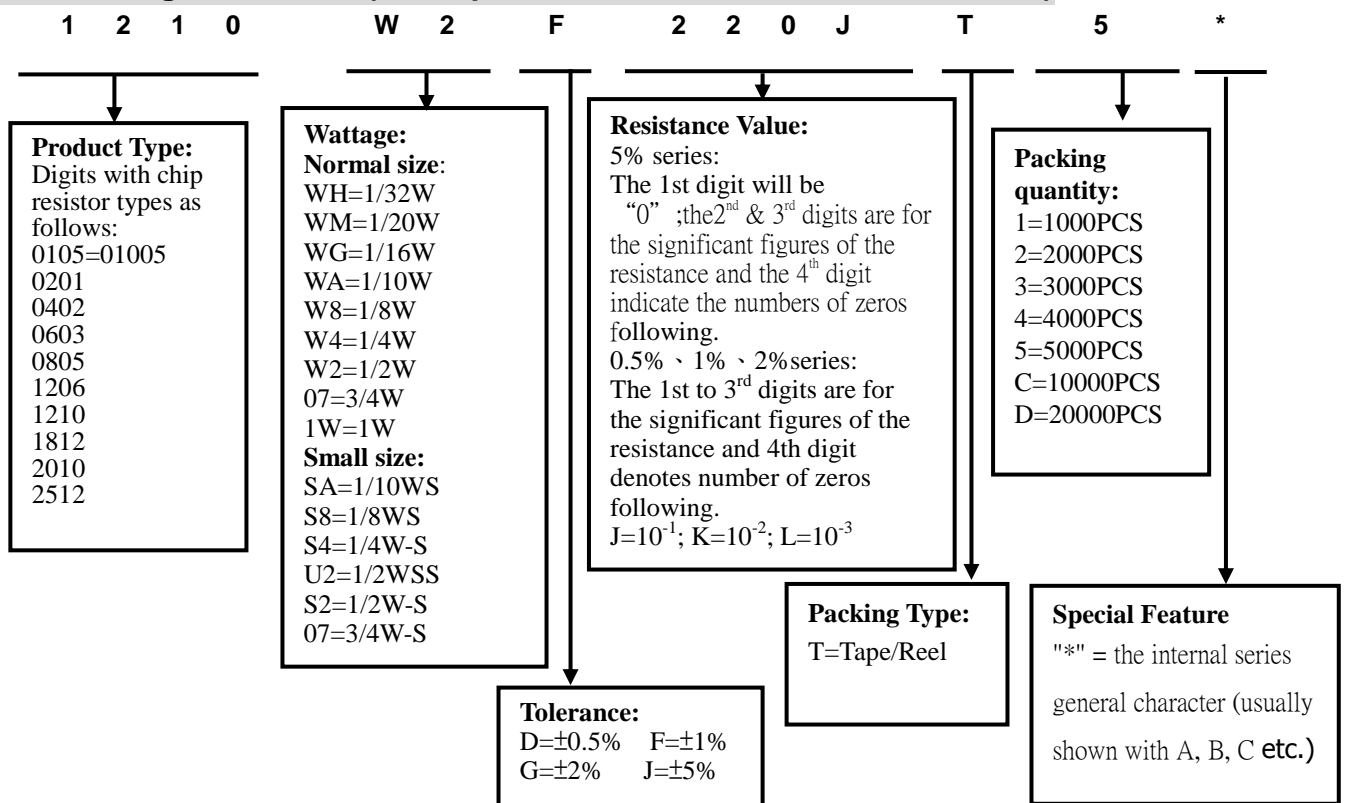 1 2 1 0 W 2 F 2 2 0 J T 5 *
Product Type:
Digits with chip
resistor types as
follows:
0105=01005
0201
0402
0603
0805
1206
1210
1812
2010
2512
Wattage:
Normal size:
WH=1/32W
WM=1/20W
WG=1/16W
WA=1/10W
W8=1/8W
W4=1/4W
W2=1/2W
07=3/4W
1W=1W
Small size:
SA=1/10WS
S8=1/8WS
S4=1/4W-S
U2=1/2WSS
S2=1/2W-S
07=3/4W-S
Tolerance:
D=±0.5% F=±1%
G=±2% J=±5%
Resistance Value:
5% series:
The 1st digit will be
“0” ;the2nd & 3rd digits are for
the significant figures of the
resistance and the 4th digit
indicate the numbers of zeros
following.
0.5%、1%、2%series:
The 1st to 3rd digits are for
the significant figures of the
resistance and 4th digit
denotes number of zeros
following.
J=10-1; K=10-2; L=10-3
Packing Type:
T=Tape/Reel
Packing
quantity:
1=1000PCS
2=2000PCS
3=3000PCS
4=4000PCS
5=5000PCS
C=10000PCS
D=20000PCS
Special Feature
"*" = the internal series
general character (usually
shown with A, B, C etc.)